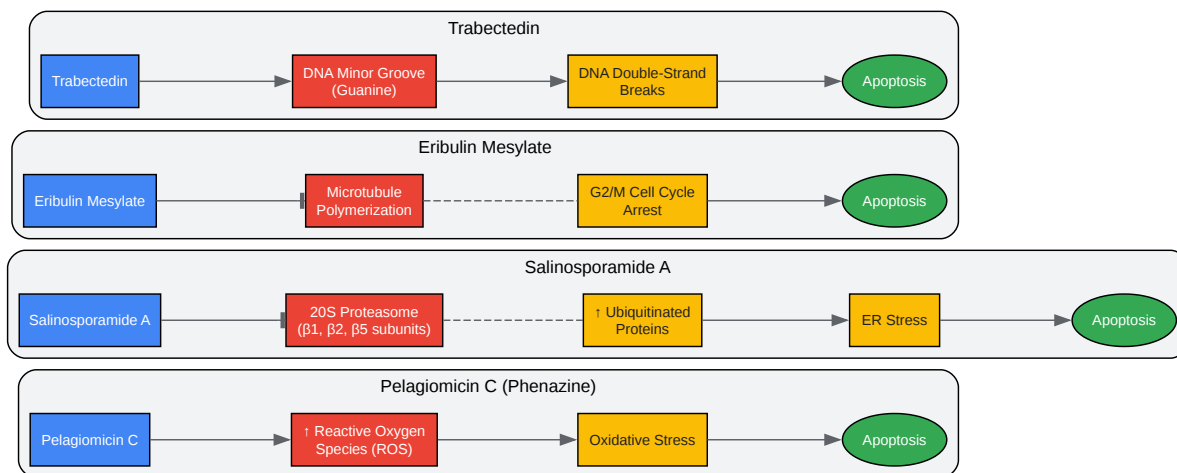 Trabectedin
Trabectedin
DNA Minor Groove
(Guanine)
DNA Double-Strand
Breaks
Apoptosis
Eribulin Mesylate
Eribulin Mesylate
Microtubule
Polymerization
G2/M Cell Cycle
Arrest
Apoptosis
Salinosporamide A
Salinosporamide A
20S Proteasome
(β1, β2, β5 subunits)
↑ Ubiquitinated
Proteins
ER Stress
Apoptosis
Pelagiomicin C (Phenazine)
Pelagiomicin C
↑ Reactive Oxygen
Species (ROS)
Oxidative Stress
Apoptosis